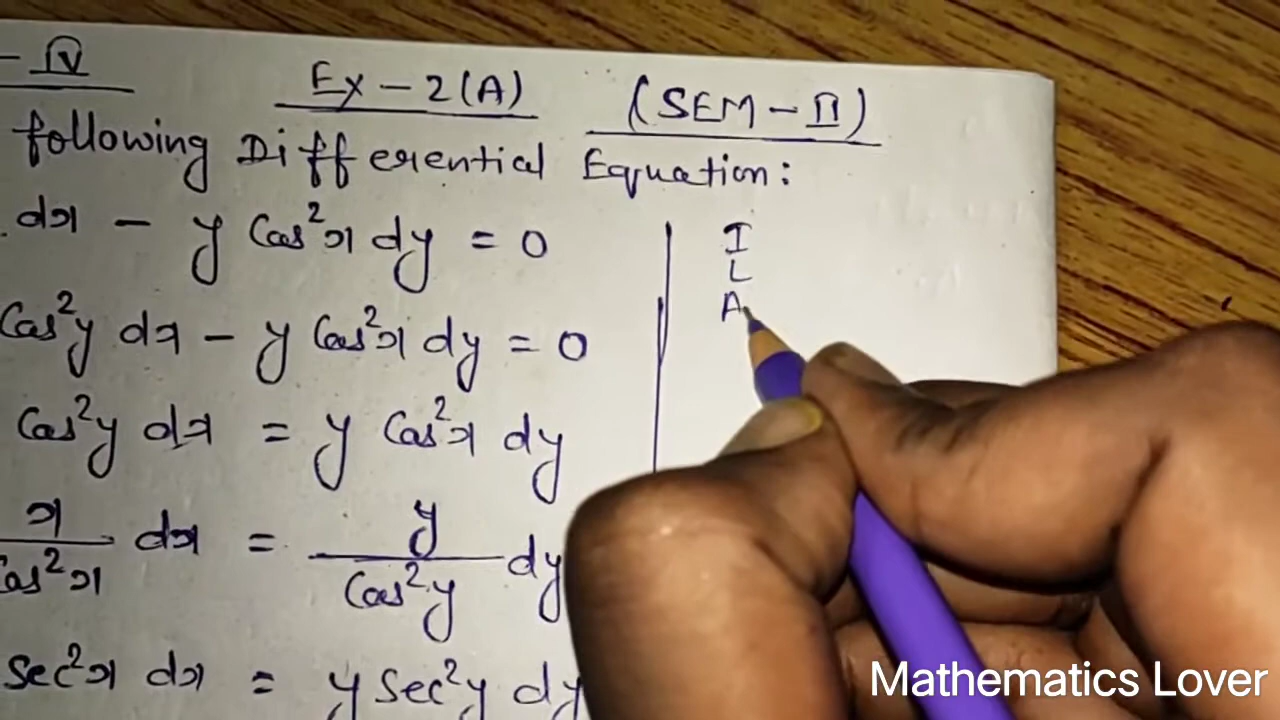 - IV Ex - 2(A) (SEM - II)
following Differential Equation:
. dx - y Cos²x dy = 0
Cos²y dx - y Cos²x dy = 0
Cos²y dx = y Cos²x dy
x/Cos²x dx = y/Cos²y dy
Sec²x dx = y Sec²y dy
I
L
A
Mathematics Lover